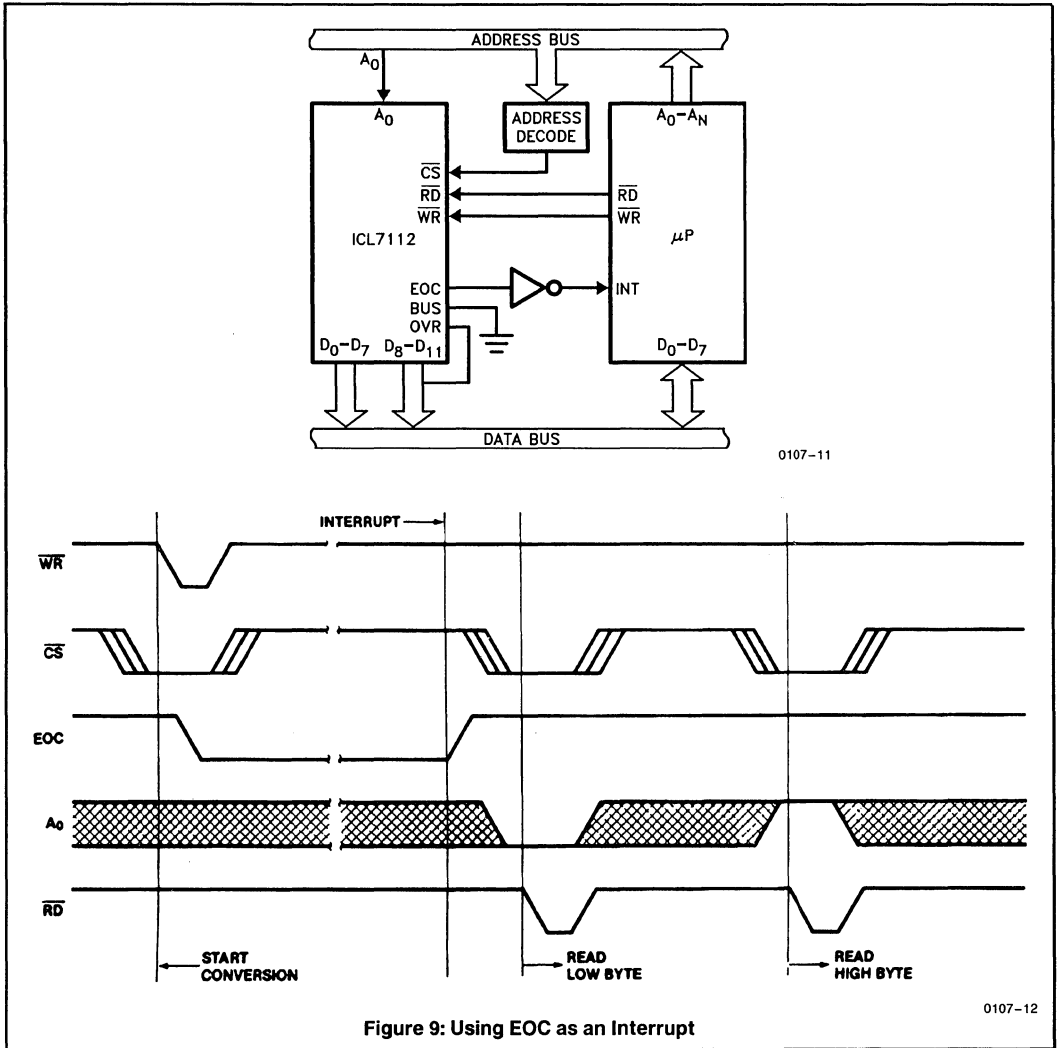 ADDRESS BUS
A0
A0
ADDRESS
DECODE
A0–AN
CS
RD
RD
WR
WR
ICL7112
μP
EOC
INT
BUS
OVR
D0–D7
D8–D11
D0–D7
DATA BUS
0107–11
INTERRUPT
WR
CS
EOC
A0
RD
START
CONVERSION
READ
LOW BYTE
READ
HIGH BYTE
0107–12
Figure 9: Using EOC as an Interrupt